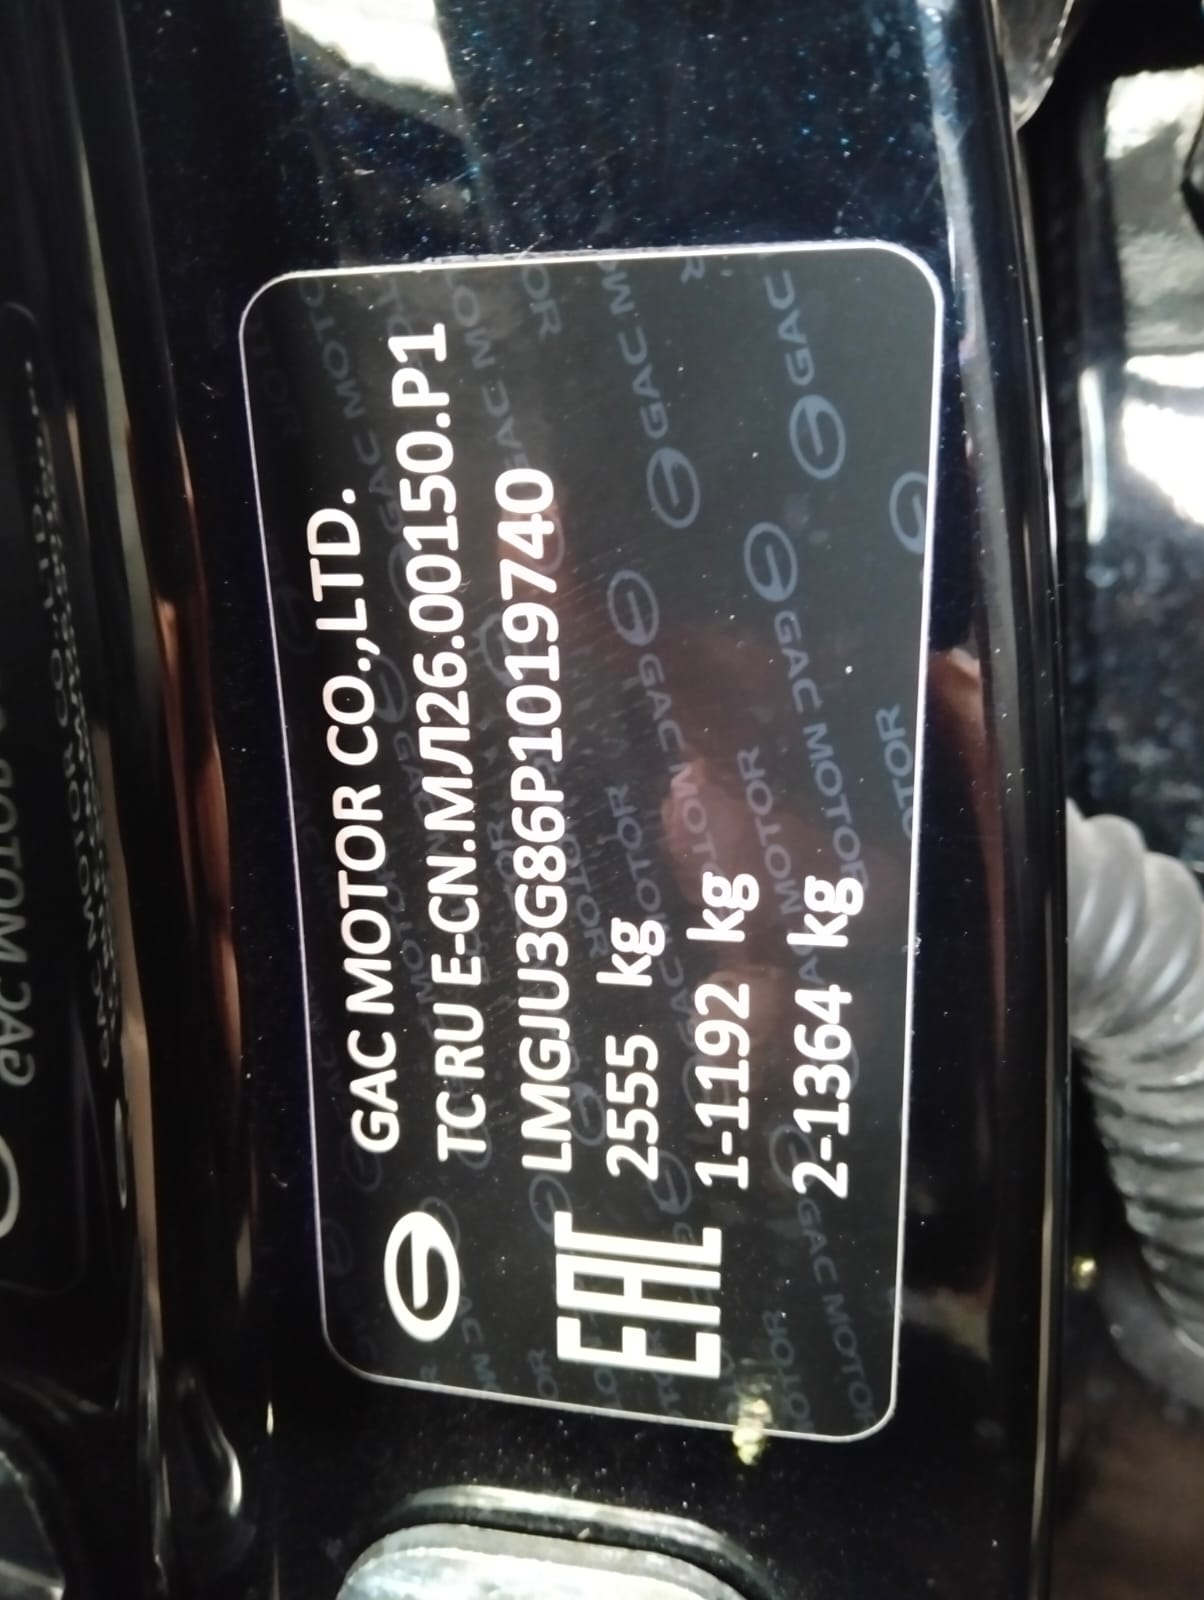 GAC MOTOR CO.,LTD.
TC RU E-CN.МЛ26.00150.P1
LMGJU3G86P1019740
EAC
2555 kg
1-1192 kg
2-1364 kg